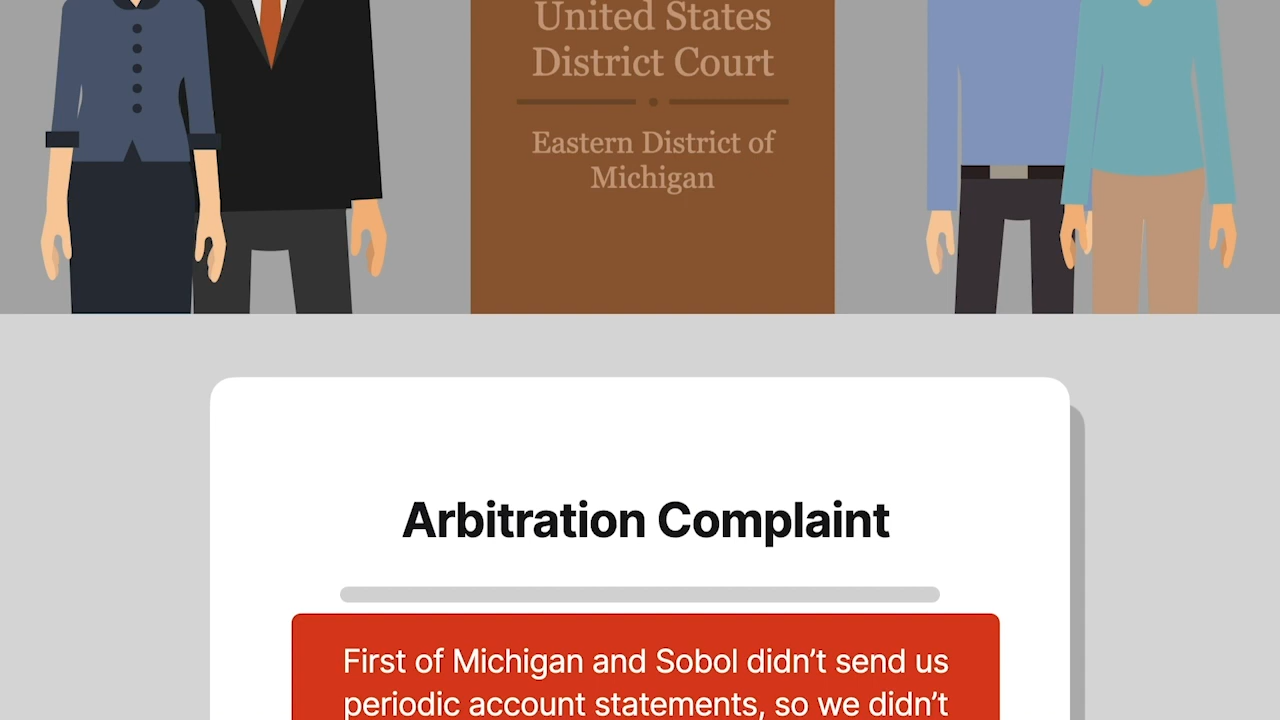 United States
District Court
Eastern District of
Michigan
Arbitration Complaint
First of Michigan and Sobol didn’t send us
periodic account statements, so we didn’t